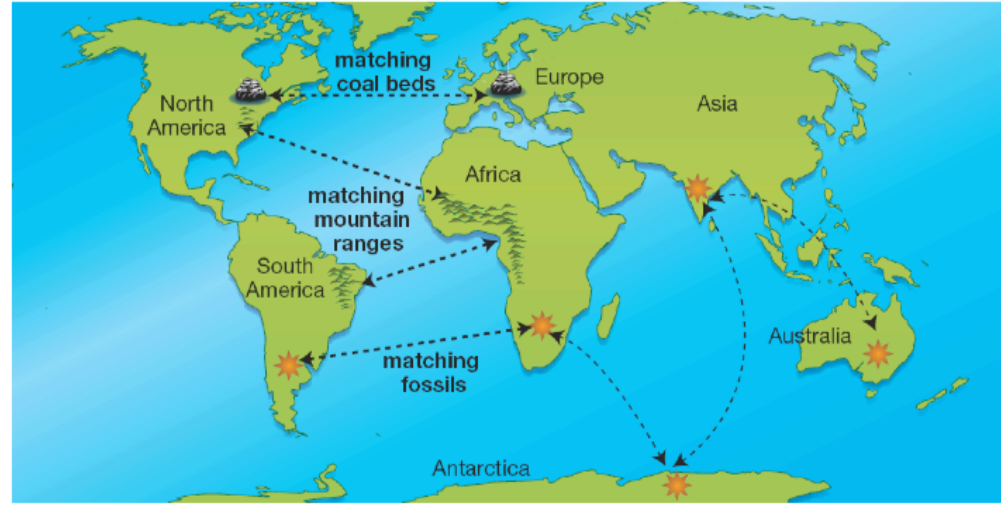 matching
coal beds
Europe
North
America
Asia
Africa
matching
mountain
ranges
South
America
Australia
matching
fossils
Antarctica